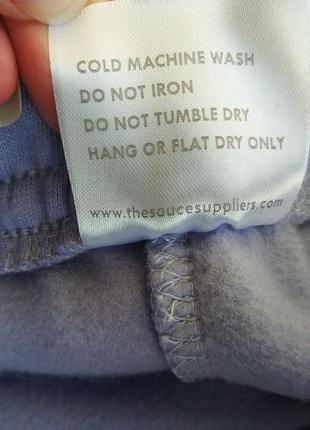 COLD MACHINE WASH
DO NOT IRON
DO NOT TUMBLE DRY
HANG OR FLAT DRY ONLY
www.thesaucesuppliers.com